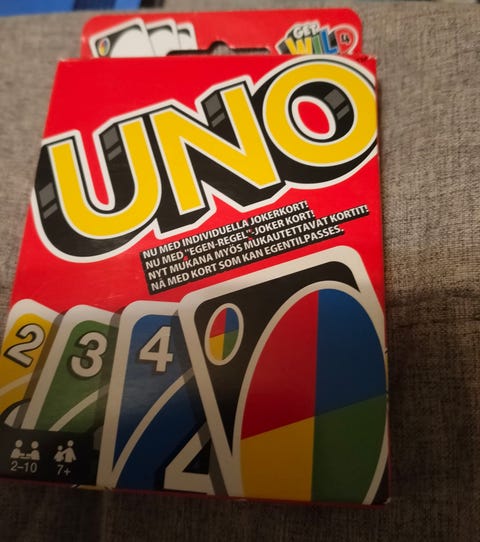 GET
WILD
4
UNO
NU MED INDIVIDUELLA JOKERKORT!
NU MED "EGEN-REGEL"-JOKER KORT!
NYT MUKANA MYÖS MUKAUTETTAVAT KORTIT!
NÅ MED KORT SOM KAN EGENTILPASSES.
2
3
4
2-10 7+